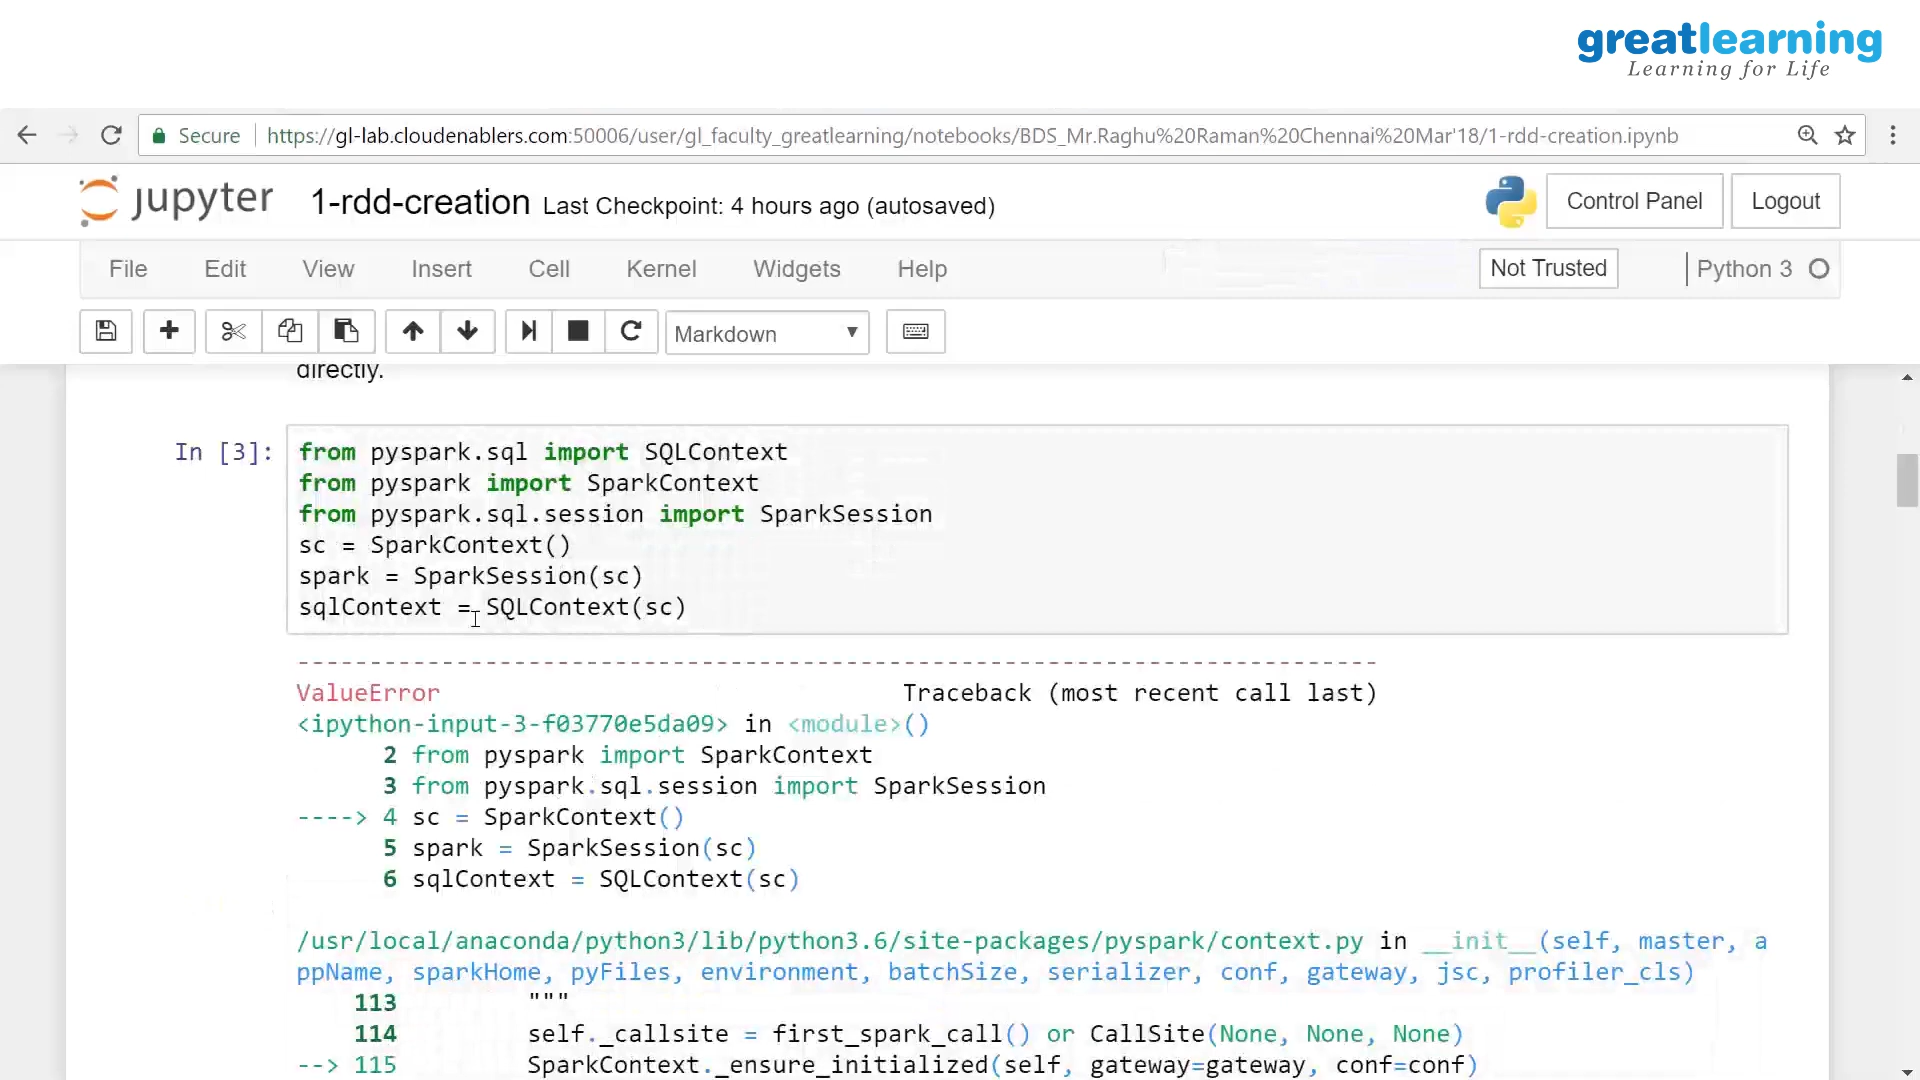 greatlearning
Learning for Life
Secure https://gl-lab.cloudenablers.com:50006/user/gl_faculty_greatlearning/notebooks/BDS_Mr.Raghu%20Raman%20Chennai%20Mar'18/1-rdd-creation.ipynb
jupyter 1-rdd-creation Last Checkpoint: 4 hours ago (autosaved) Control Panel Logout
File Edit View Insert Cell Kernel Widgets Help Not Trusted Python 3
Markdown
directly.
In [3]: from pyspark.sql import SQLContext
from pyspark import SparkContext
from pyspark.sql.session import SparkSession
sc = SparkContext()
spark = SparkSession(sc)
sqlContext = SQLContext(sc)
---------------------------------------------------------------------------
ValueError Traceback (most recent call last)
<ipython-input-3-f03770e5da09> in <module>()
2 from pyspark import SparkContext
3 from pyspark.sql.session import SparkSession
----> 4 sc = SparkContext()
5 spark = SparkSession(sc)
6 sqlContext = SQLContext(sc)
/usr/local/anaconda/python3/lib/python3.6/site-packages/pyspark/context.py in __init__(self, master, a
ppName, sparkHome, pyFiles, environment, batchSize, serializer, conf, gateway, jsc, profiler_cls)
113 """
114 self._callsite = first_spark_call() or CallSite(None, None, None)
--> 115 SparkContext._ensure_initialized(self, gateway=gateway, conf=conf)